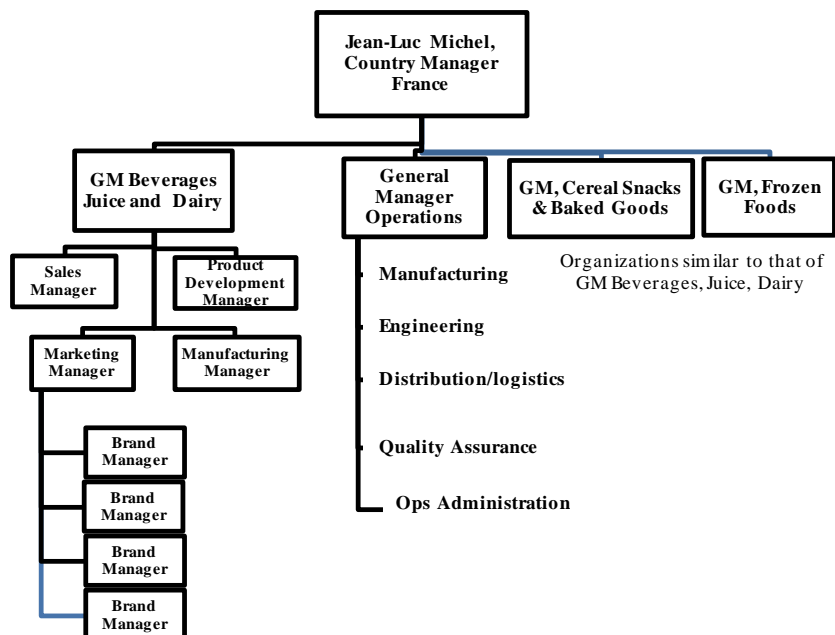 Jean-Luc Michel,
Country Manager
France
GM Beverages
Juice and Dairy
General
Manager
Operations
GM, Cereal Snacks
& Baked Goods
GM, Frozen
Foods
Sales
Manager
Product
Development
Manager
Marketing
Manager
Manufacturing
Manager
Brand
Manager
Brand
Manager
Brand
Manager
Brand
Manager
Manufacturing
Engineering
Distribution/logistics
Quality Assurance
Ops Administration
Organizations similar to that of
GM Beverages, Juice, Dairy